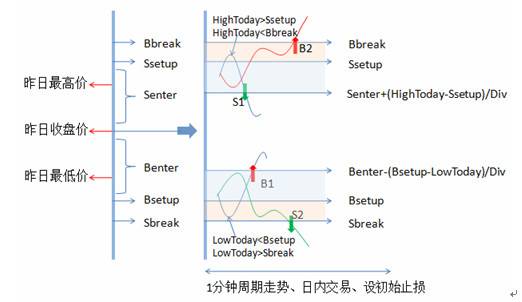 HighToday>Ssetup
HighToday<Bbreak
Bbreak
B2
Bbreak
Ssetup
Ssetup
昨日最高价
Senter
S1
Senter+(HighToday-Ssetup)/Div
昨日收盘价
Benter
B1
Benter-(Bsetup-LowToday)/Div
昨日最低价
Bsetup
Bsetup
S2
Sbreak
Sbreak
LowToday<Bsetup
LowToday>Sbreak
1分钟周期走势、日内交易、设初始止损